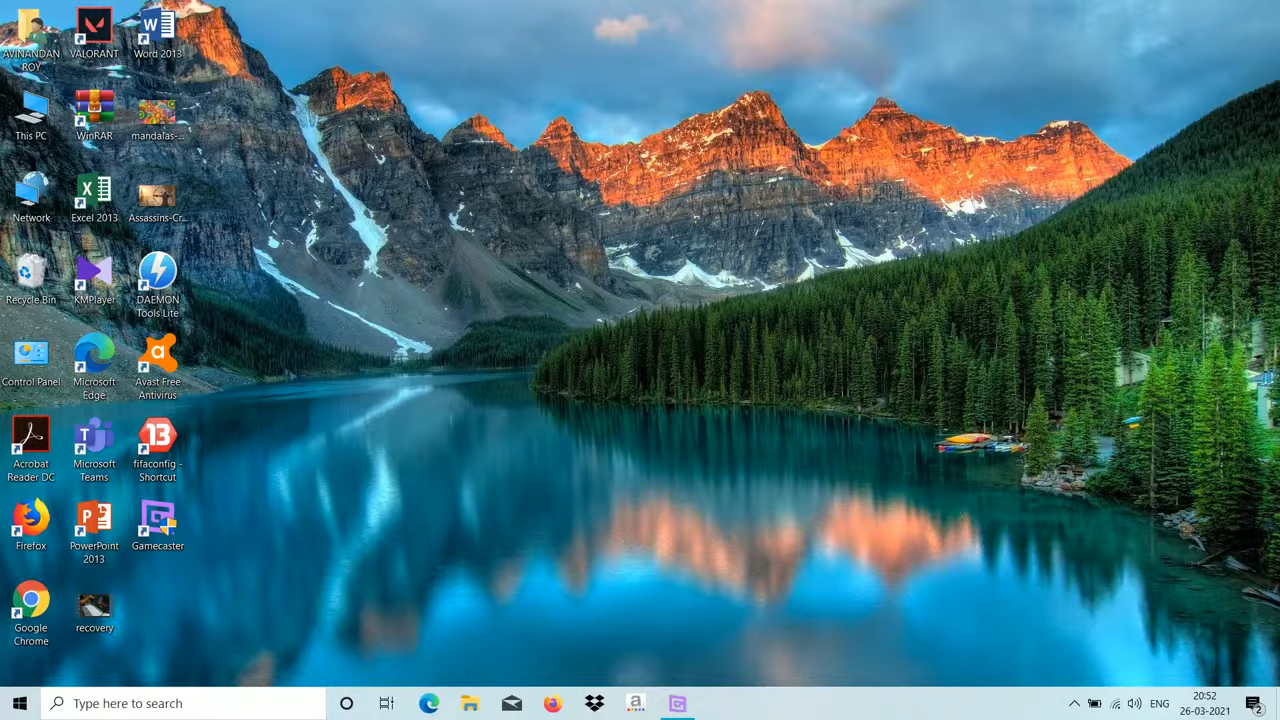 AVINANDAN
ROY
VALORANT
Word 2013
This PC
WinRAR
mandalas-...
Network
Excel 2013
Assassins-Cr...
Recycle Bin
KMPlayer
DAEMON
Tools Lite
Control Panel
Microsoft
Edge
Avast Free
Antivirus
13
Acrobat
Reader DC
Microsoft
Teams
fifaconfig -
Shortcut
Firefox
PowerPoint
2013
Gamecaster
Google
Chrome
recovery
Type here to search
ENG
20:52
26-03-2021
2